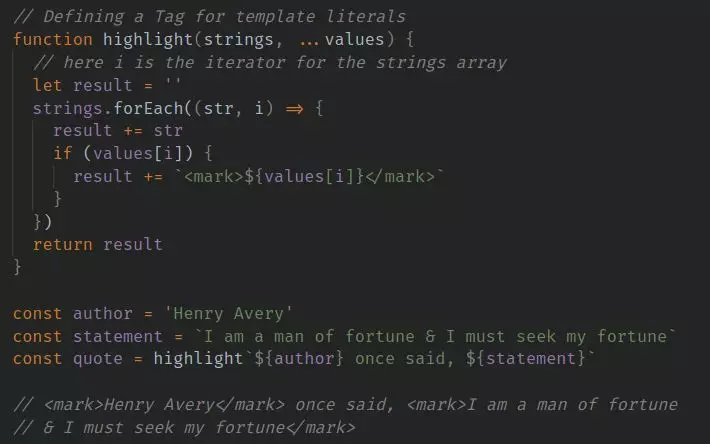 // Defining a Tag for template literals
function highlight(strings, ...values) {
  // here i is the iterator for the strings array
  let result = ''
  strings.forEach((str, i) => {
    result += str
    if (values[i]) {
      result += `<mark>${values[i]}</mark>`
    }
  })
  return result
}

const author = 'Henry Avery'
const statement = `I am a man of fortune & I must seek my fortune`
const quote = highlight`${author} once said, ${statement}`

// <mark>Henry Avery</mark> once said, <mark>I am a man of fortune
// & I must seek my fortune</mark>